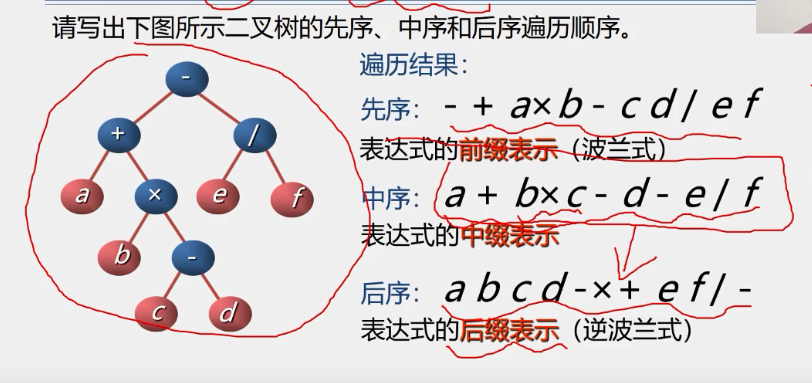 请写出下图所示二叉树的先序、中序和后序遍历顺序。
遍历结果：
先序： - + a × b - c d / e f
表达式的前缀表示（波兰式）
中序： a + b × c - d - e / f
表达式的中缀表示
后序： a b c d - × + e f / -
表达式的后缀表示（逆波兰式）
-
+ /
a × e f
b -
c d